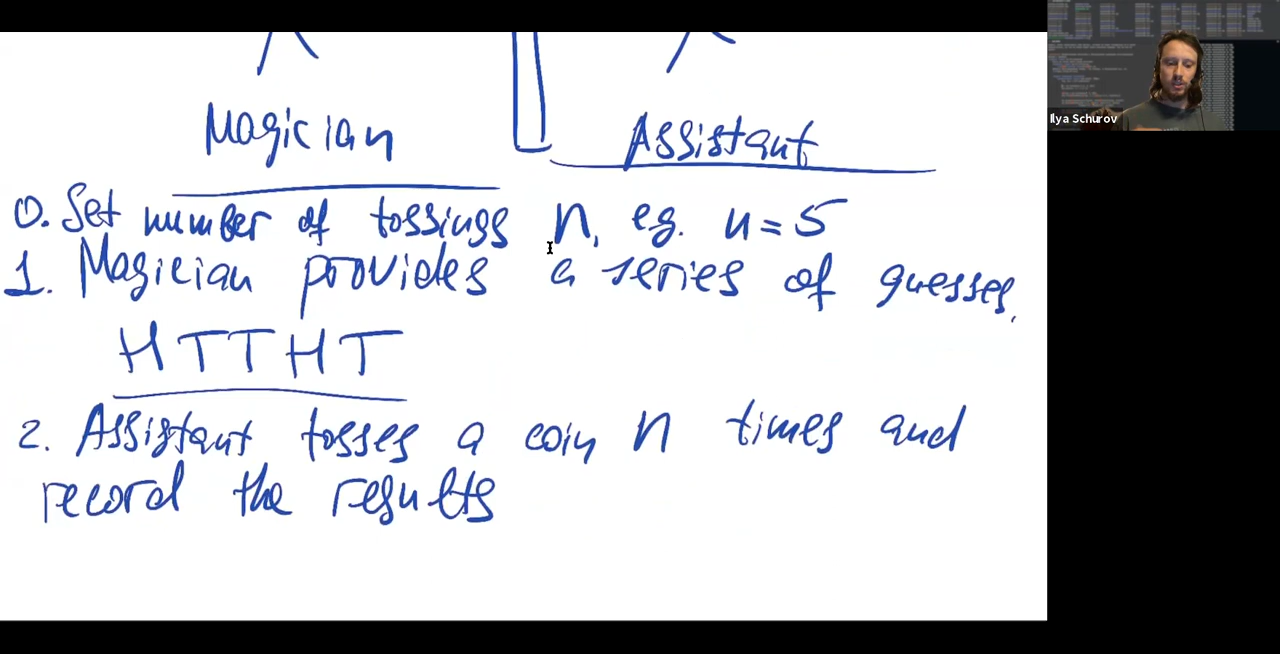 Magician
Assistant
0. Set number of tossings n, eg. n = 5
1. Magician provides a series of guesses.
HTTHT
2. Assistant tosses a coin n times and
record the results
Ilya Schurov